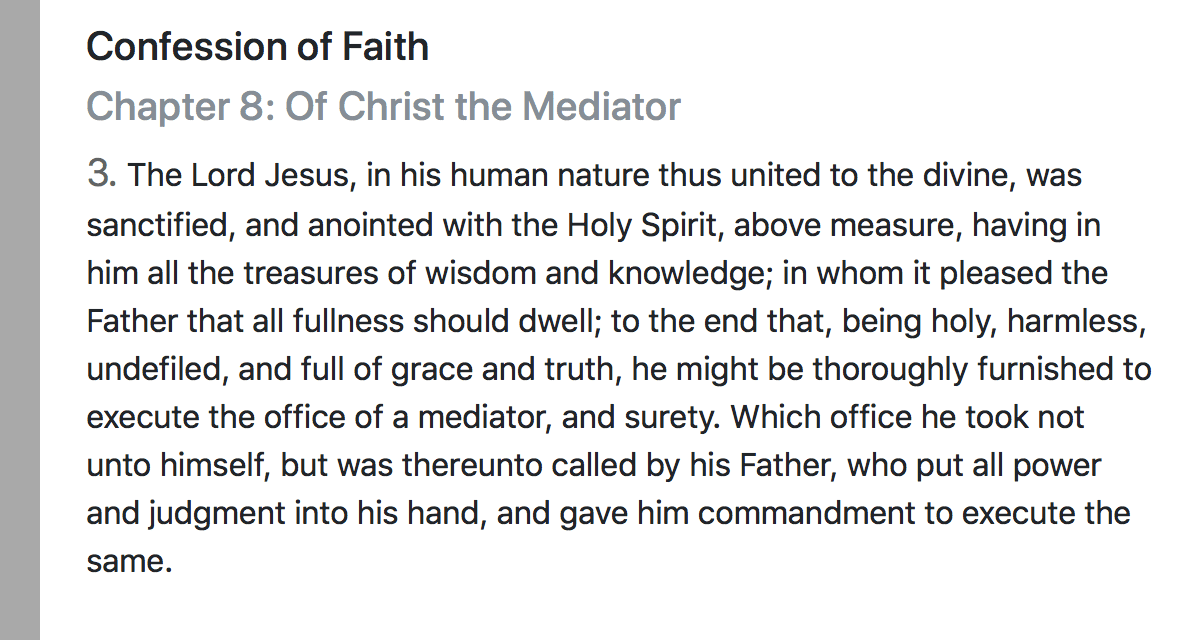 Confession of Faith
Chapter 8: Of Christ the Mediator
3. The Lord Jesus, in his human nature thus united to the divine, was
sanctified, and anointed with the Holy Spirit, above measure, having in
him all the treasures of wisdom and knowledge; in whom it pleased the
Father that all fullness should dwell; to the end that, being holy, harmless,
undefiled, and full of grace and truth, he might be thoroughly furnished to
execute the office of a mediator, and surety. Which office he took not
unto himself, but was thereunto called by his Father, who put all power
and judgment into his hand, and gave him commandment to execute the
same.